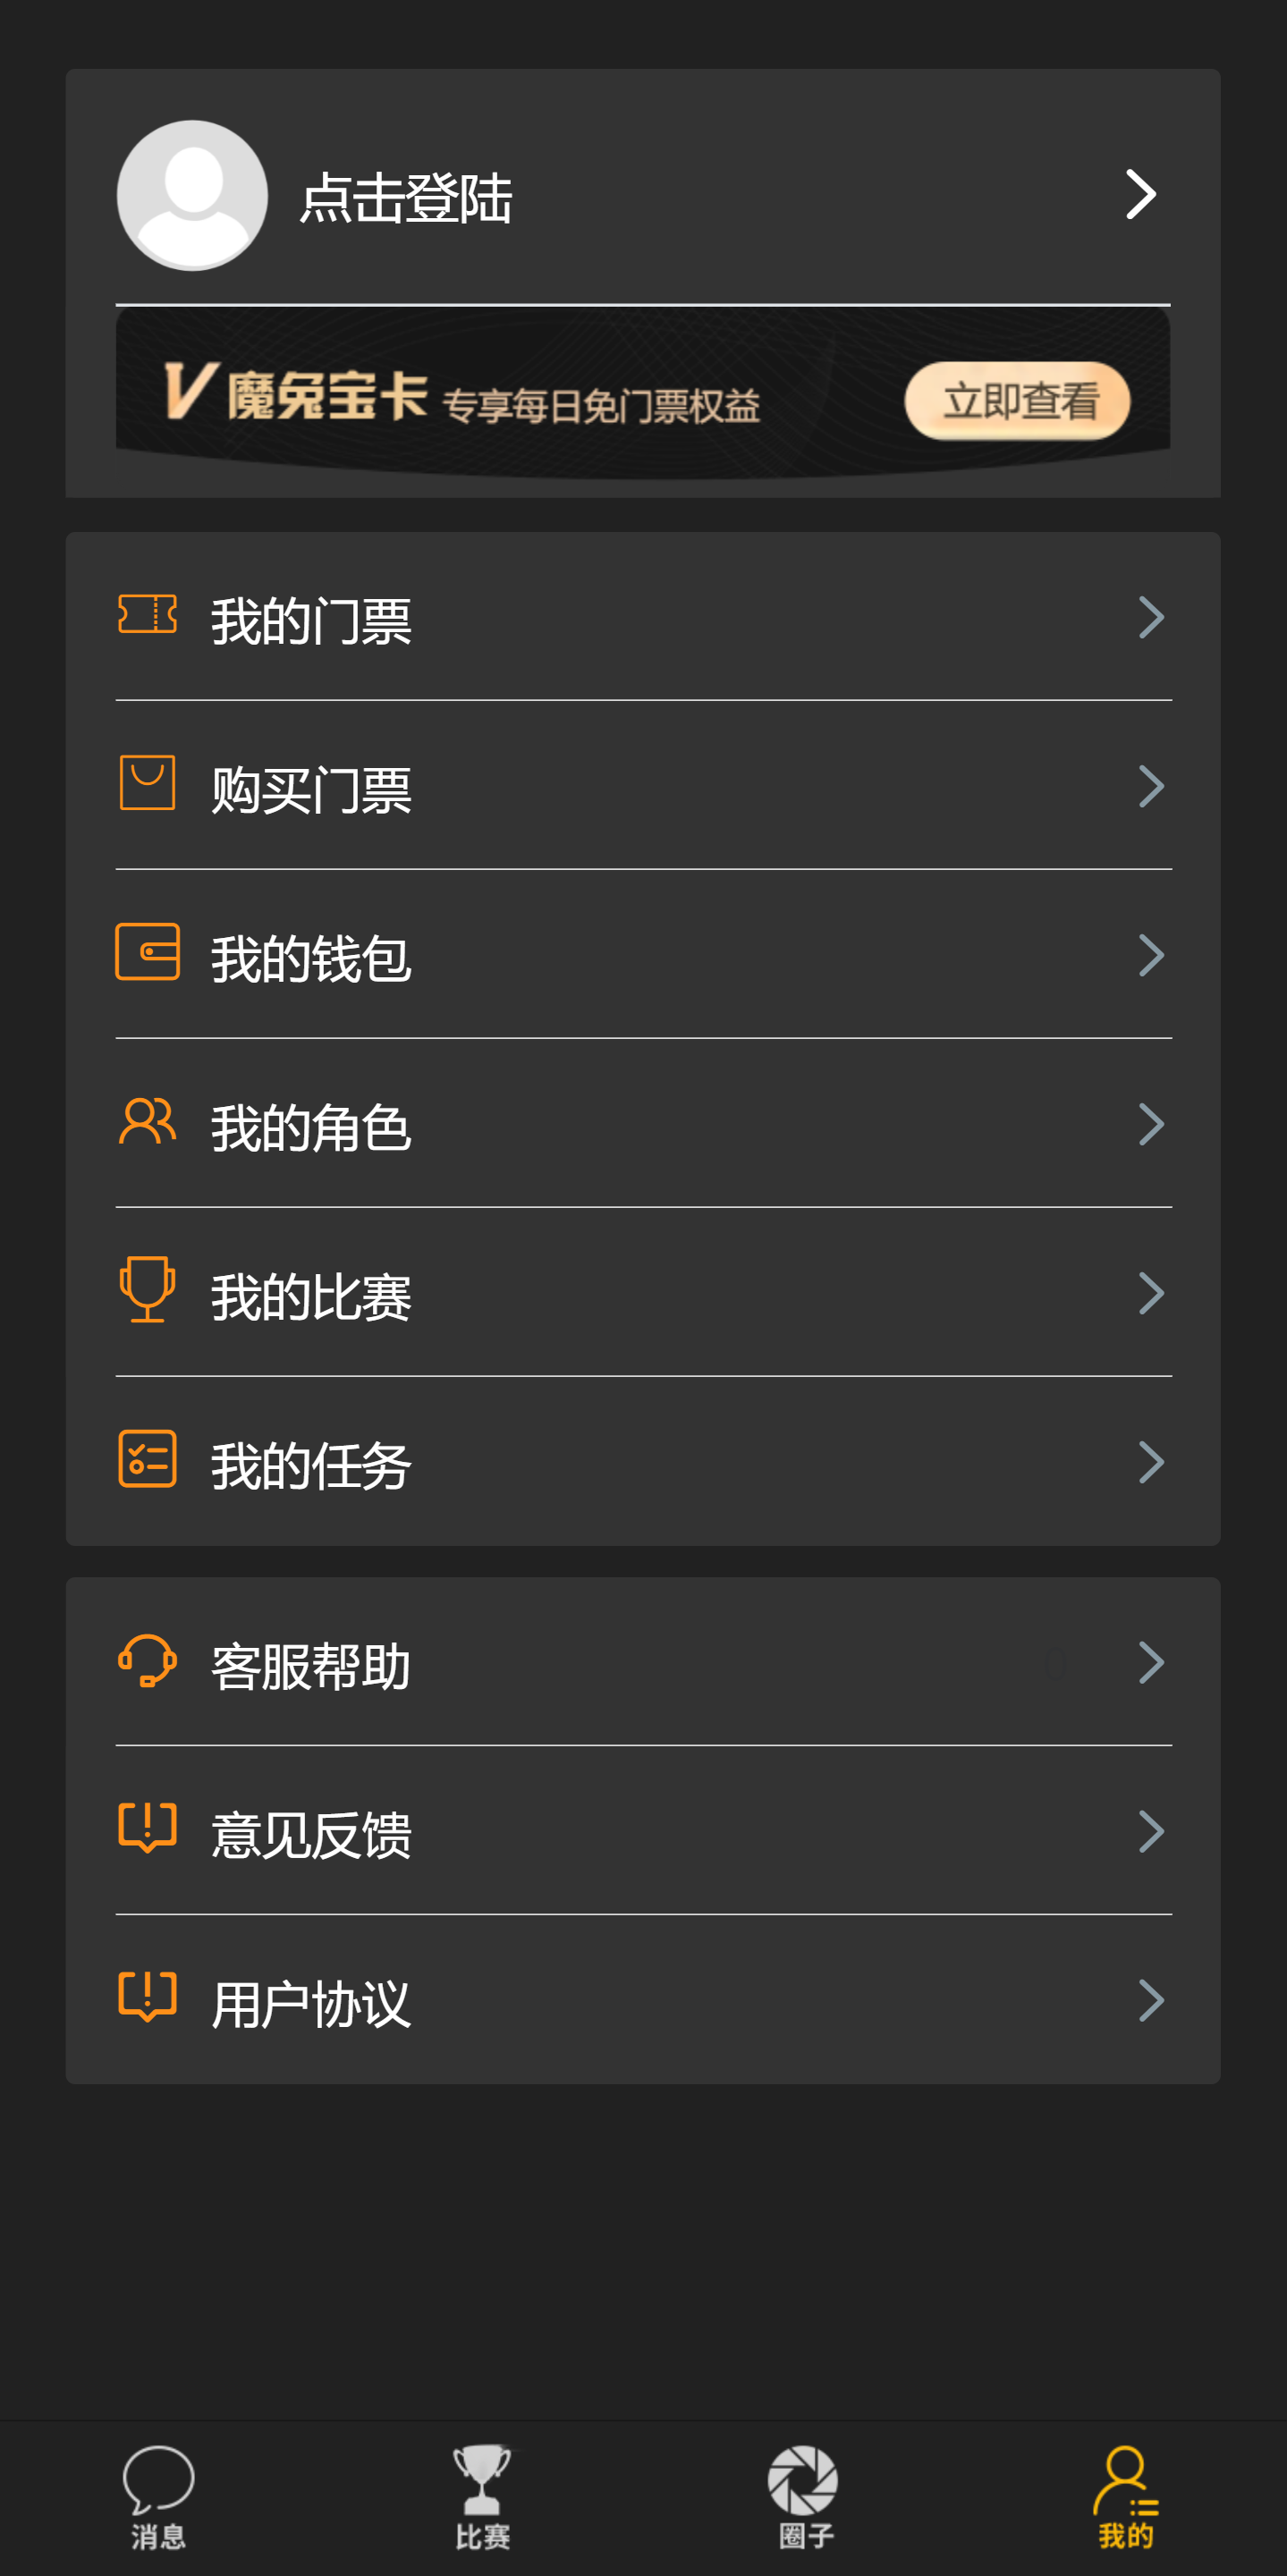 点击登陆
V 魔兔宝卡 专享每日免门票权益 立即查看
我的门票
购买门票
我的钱包
我的角色
我的比赛
我的任务
客服帮助
意见反馈
用户协议
消息 比赛 圈子 我的